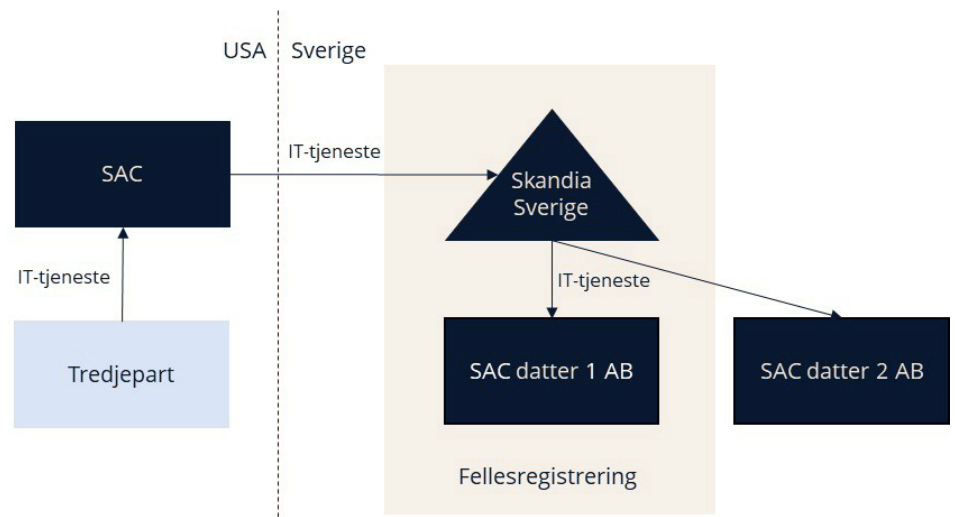 USA
Sverige
IT-tjeneste
SAC
Skandia
Sverige
IT-tjeneste
IT-tjeneste
Tredjepart
SAC datter 1 AB
SAC datter 2 AB
Fellesregistrering